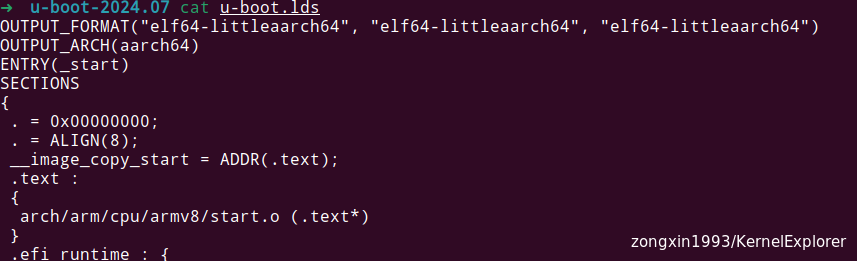 ➜  u-boot-2024.07 cat u-boot.lds
OUTPUT_FORMAT("elf64-littleaarch64", "elf64-littleaarch64", "elf64-littleaarch64")
OUTPUT_ARCH(aarch64)
ENTRY(_start)
SECTIONS
{
 . = 0x00000000;
 . = ALIGN(8);
 __image_copy_start = ADDR(.text);
 .text :
 {
  arch/arm/cpu/armv8/start.o (.text*)
 }
 .efi_runtime : {
zongxin1993/KernelExplorer